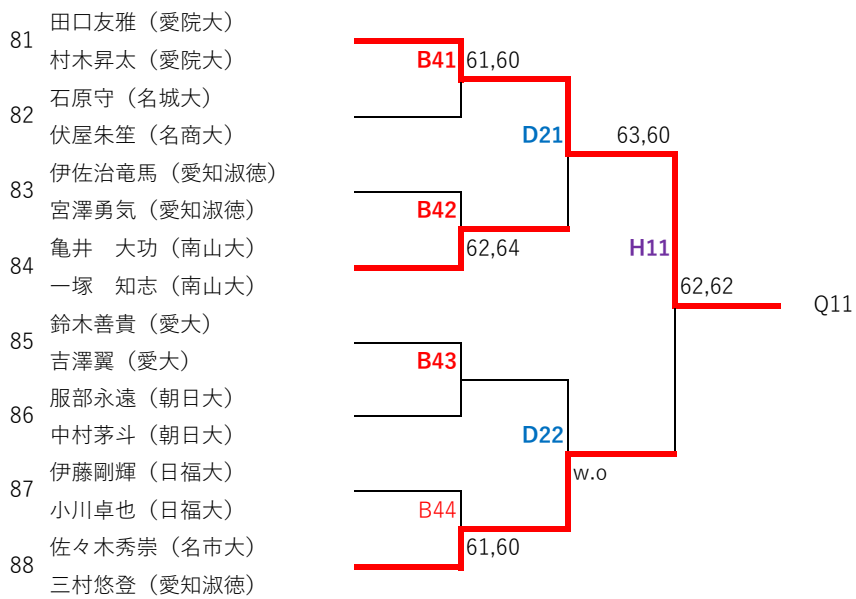 田口友雅（愛院大）
81
村木昇太（愛院大）
B41 61,60
石原守（名城大）
82
伏屋朱笙（名商大）
D21 63,60
伊佐治竜馬（愛知淑徳）
83
宮澤勇気（愛知淑徳）
B42
亀井　大功（南山大）
62,64 H11
84
一塚　知志（南山大）
62,62
Q11
鈴木善貴（愛大）
85
吉澤翼（愛大）
B43
服部永遠（朝日大）
86
中村茅斗（朝日大）
D22
伊藤剛輝（日福大）
w.o
87
小川卓也（日福大）
B44
佐々木秀崇（名市大）
61,60
88
三村悠登（愛知淑徳）